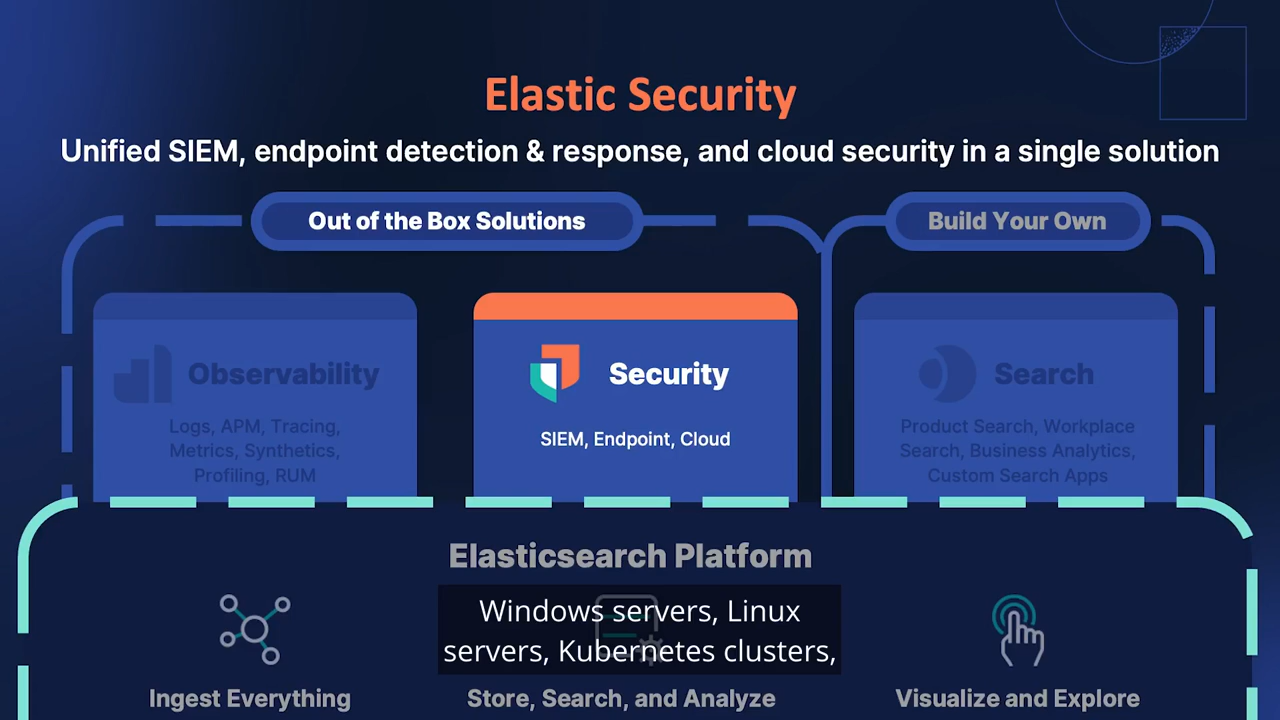 Elastic Security
Unified SIEM, endpoint detection & response, and cloud security in a single solution
Out of the Box Solutions
Build Your Own
Observability
Logs, APM, Tracing,
Metrics, Synthetics,
Profiling, RUM
Security
SIEM, Endpoint, Cloud
Search
Product Search, Workplace
Search, Business Analytics,
Custom Search Apps
Elasticsearch Platform
Windows servers, Linux
servers, Kubernetes clusters,
Ingest Everything
Store, Search, and Analyze
Visualize and Explore